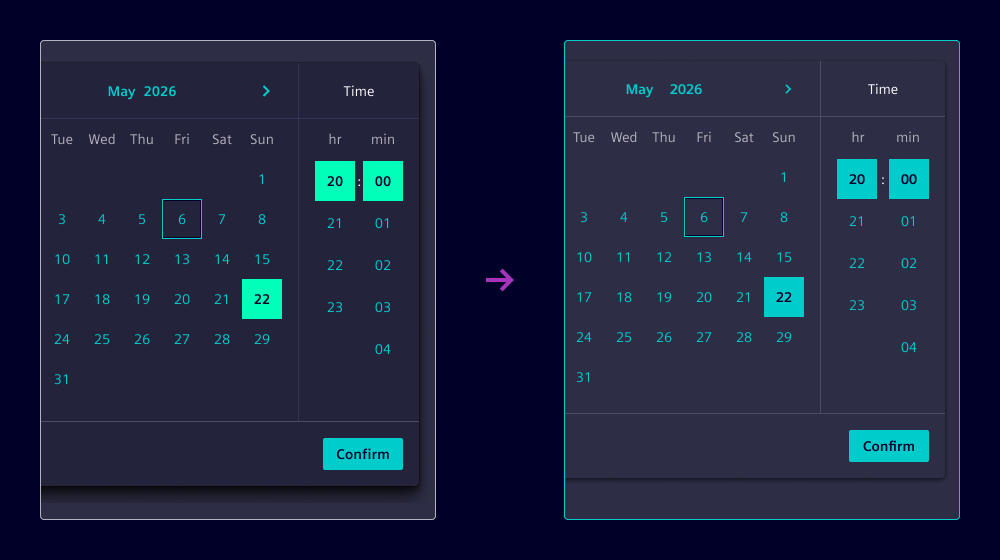 May 2026 Time
Tue Wed Thu Fri Sat Sun hr min
1 20 : 00
3 4 5 6 7 8 21 01
10 11 12 13 14 15 22 02
17 18 19 20 21 22 23 03
24 25 26 27 28 29 04
31
Confirm
May 2026 Time
Tue Wed Thu Fri Sat Sun hr min
1 20 : 00
3 4 5 6 7 8 21 01
10 11 12 13 14 15 22 02
17 18 19 20 21 22 23 03
24 25 26 27 28 29 04
31
Confirm